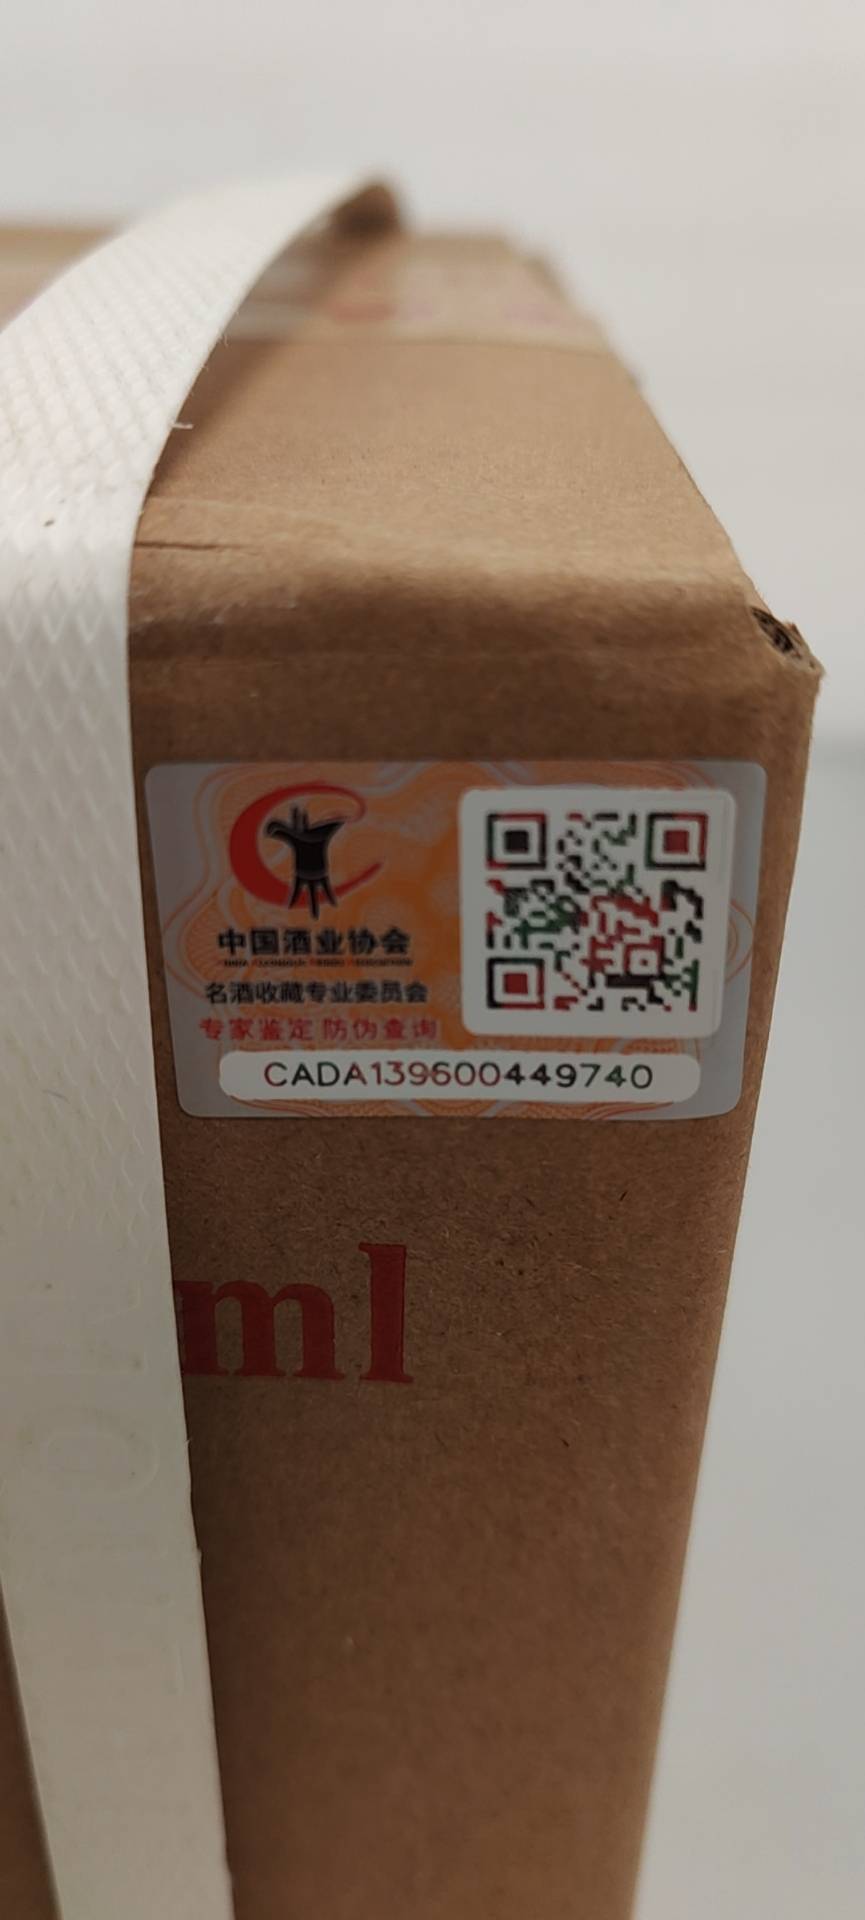 中国酒业协会
名酒收藏专业委员会
专家鉴定 防伪查询
CADA139600449740
ml